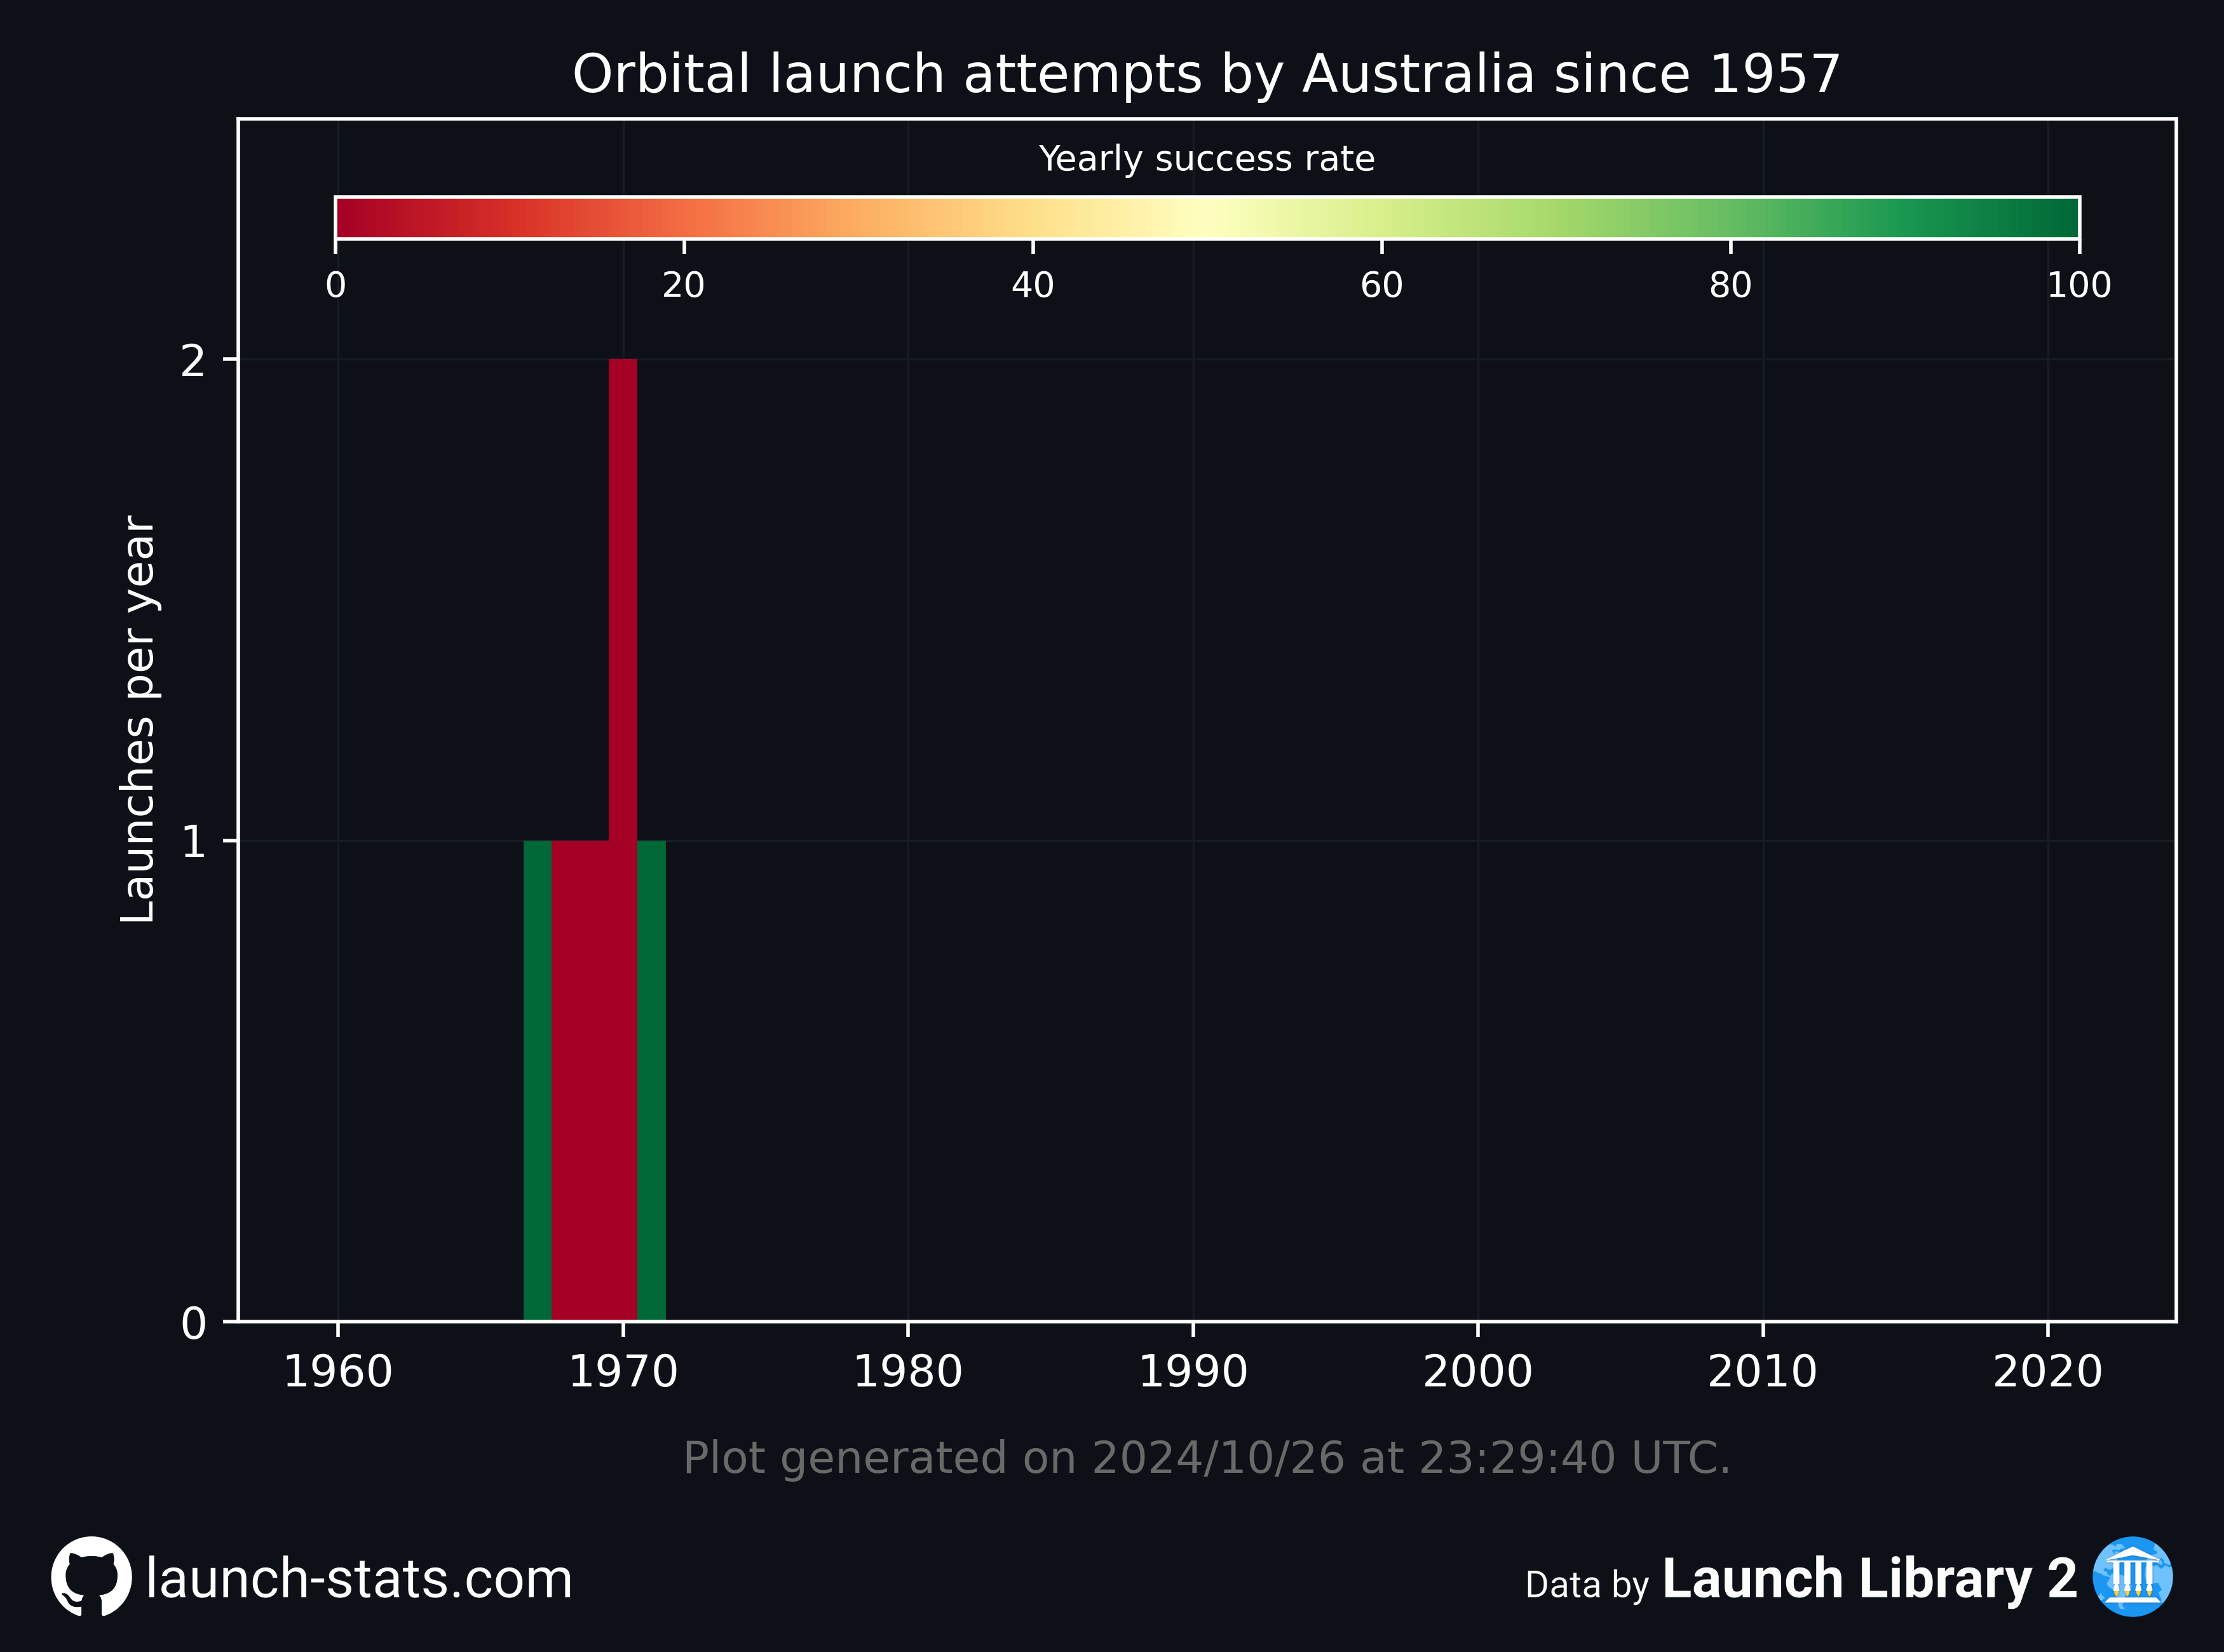 Orbital launch attempts by Australia since 1957
Yearly success rate
0 20 40 60 80 100
2
1
0
Launches per year
1960 1970 1980 1990 2000 2010 2020
Plot generated on 2024/10/26 at 23:29:40 UTC.
launch-stats.com
Data by Launch Library 2